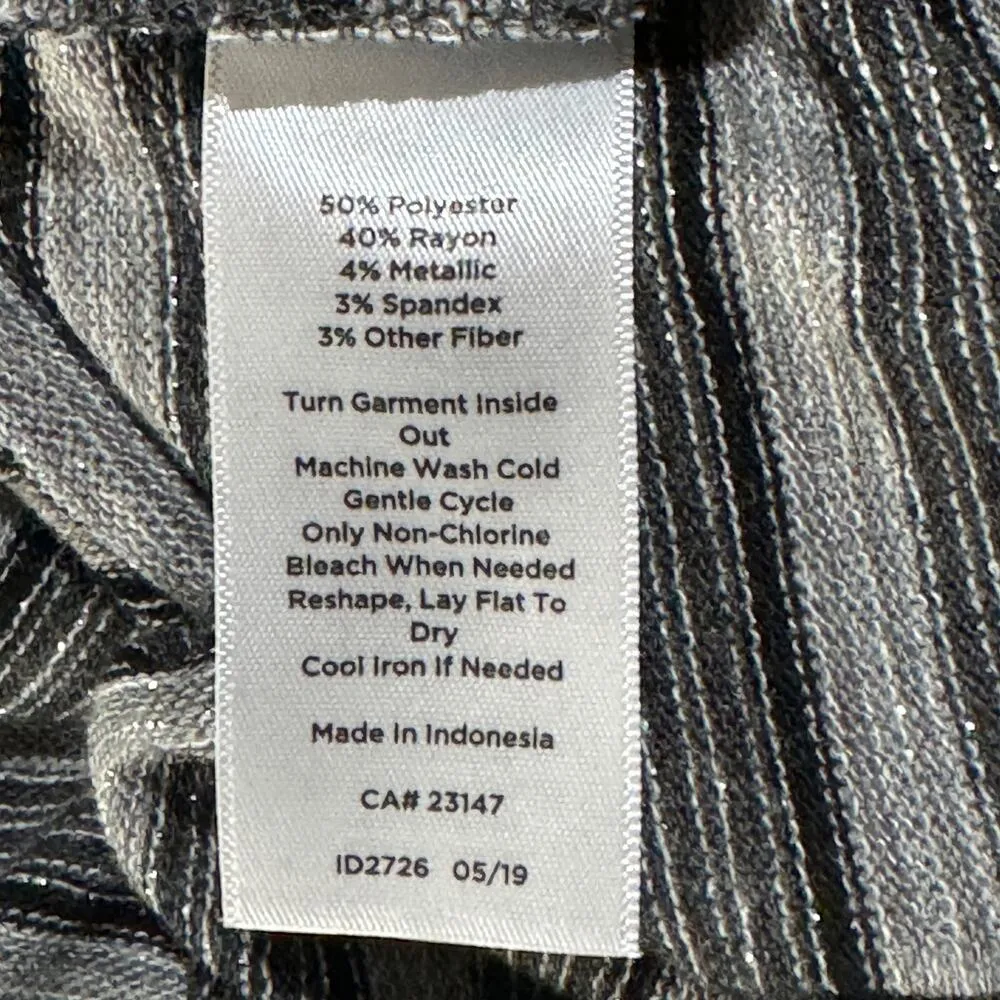 50% Polyester
40% Rayon
4% Metallic
3% Spandex
3% Other Fiber
Turn Garment Inside
Out
Machine Wash Cold
Gentle Cycle
Only Non-Chlorine
Bleach When Needed
Reshape, Lay Flat To
Dry
Cool Iron If Needed
Made In Indonesia
CA# 23147
ID2726 05/19